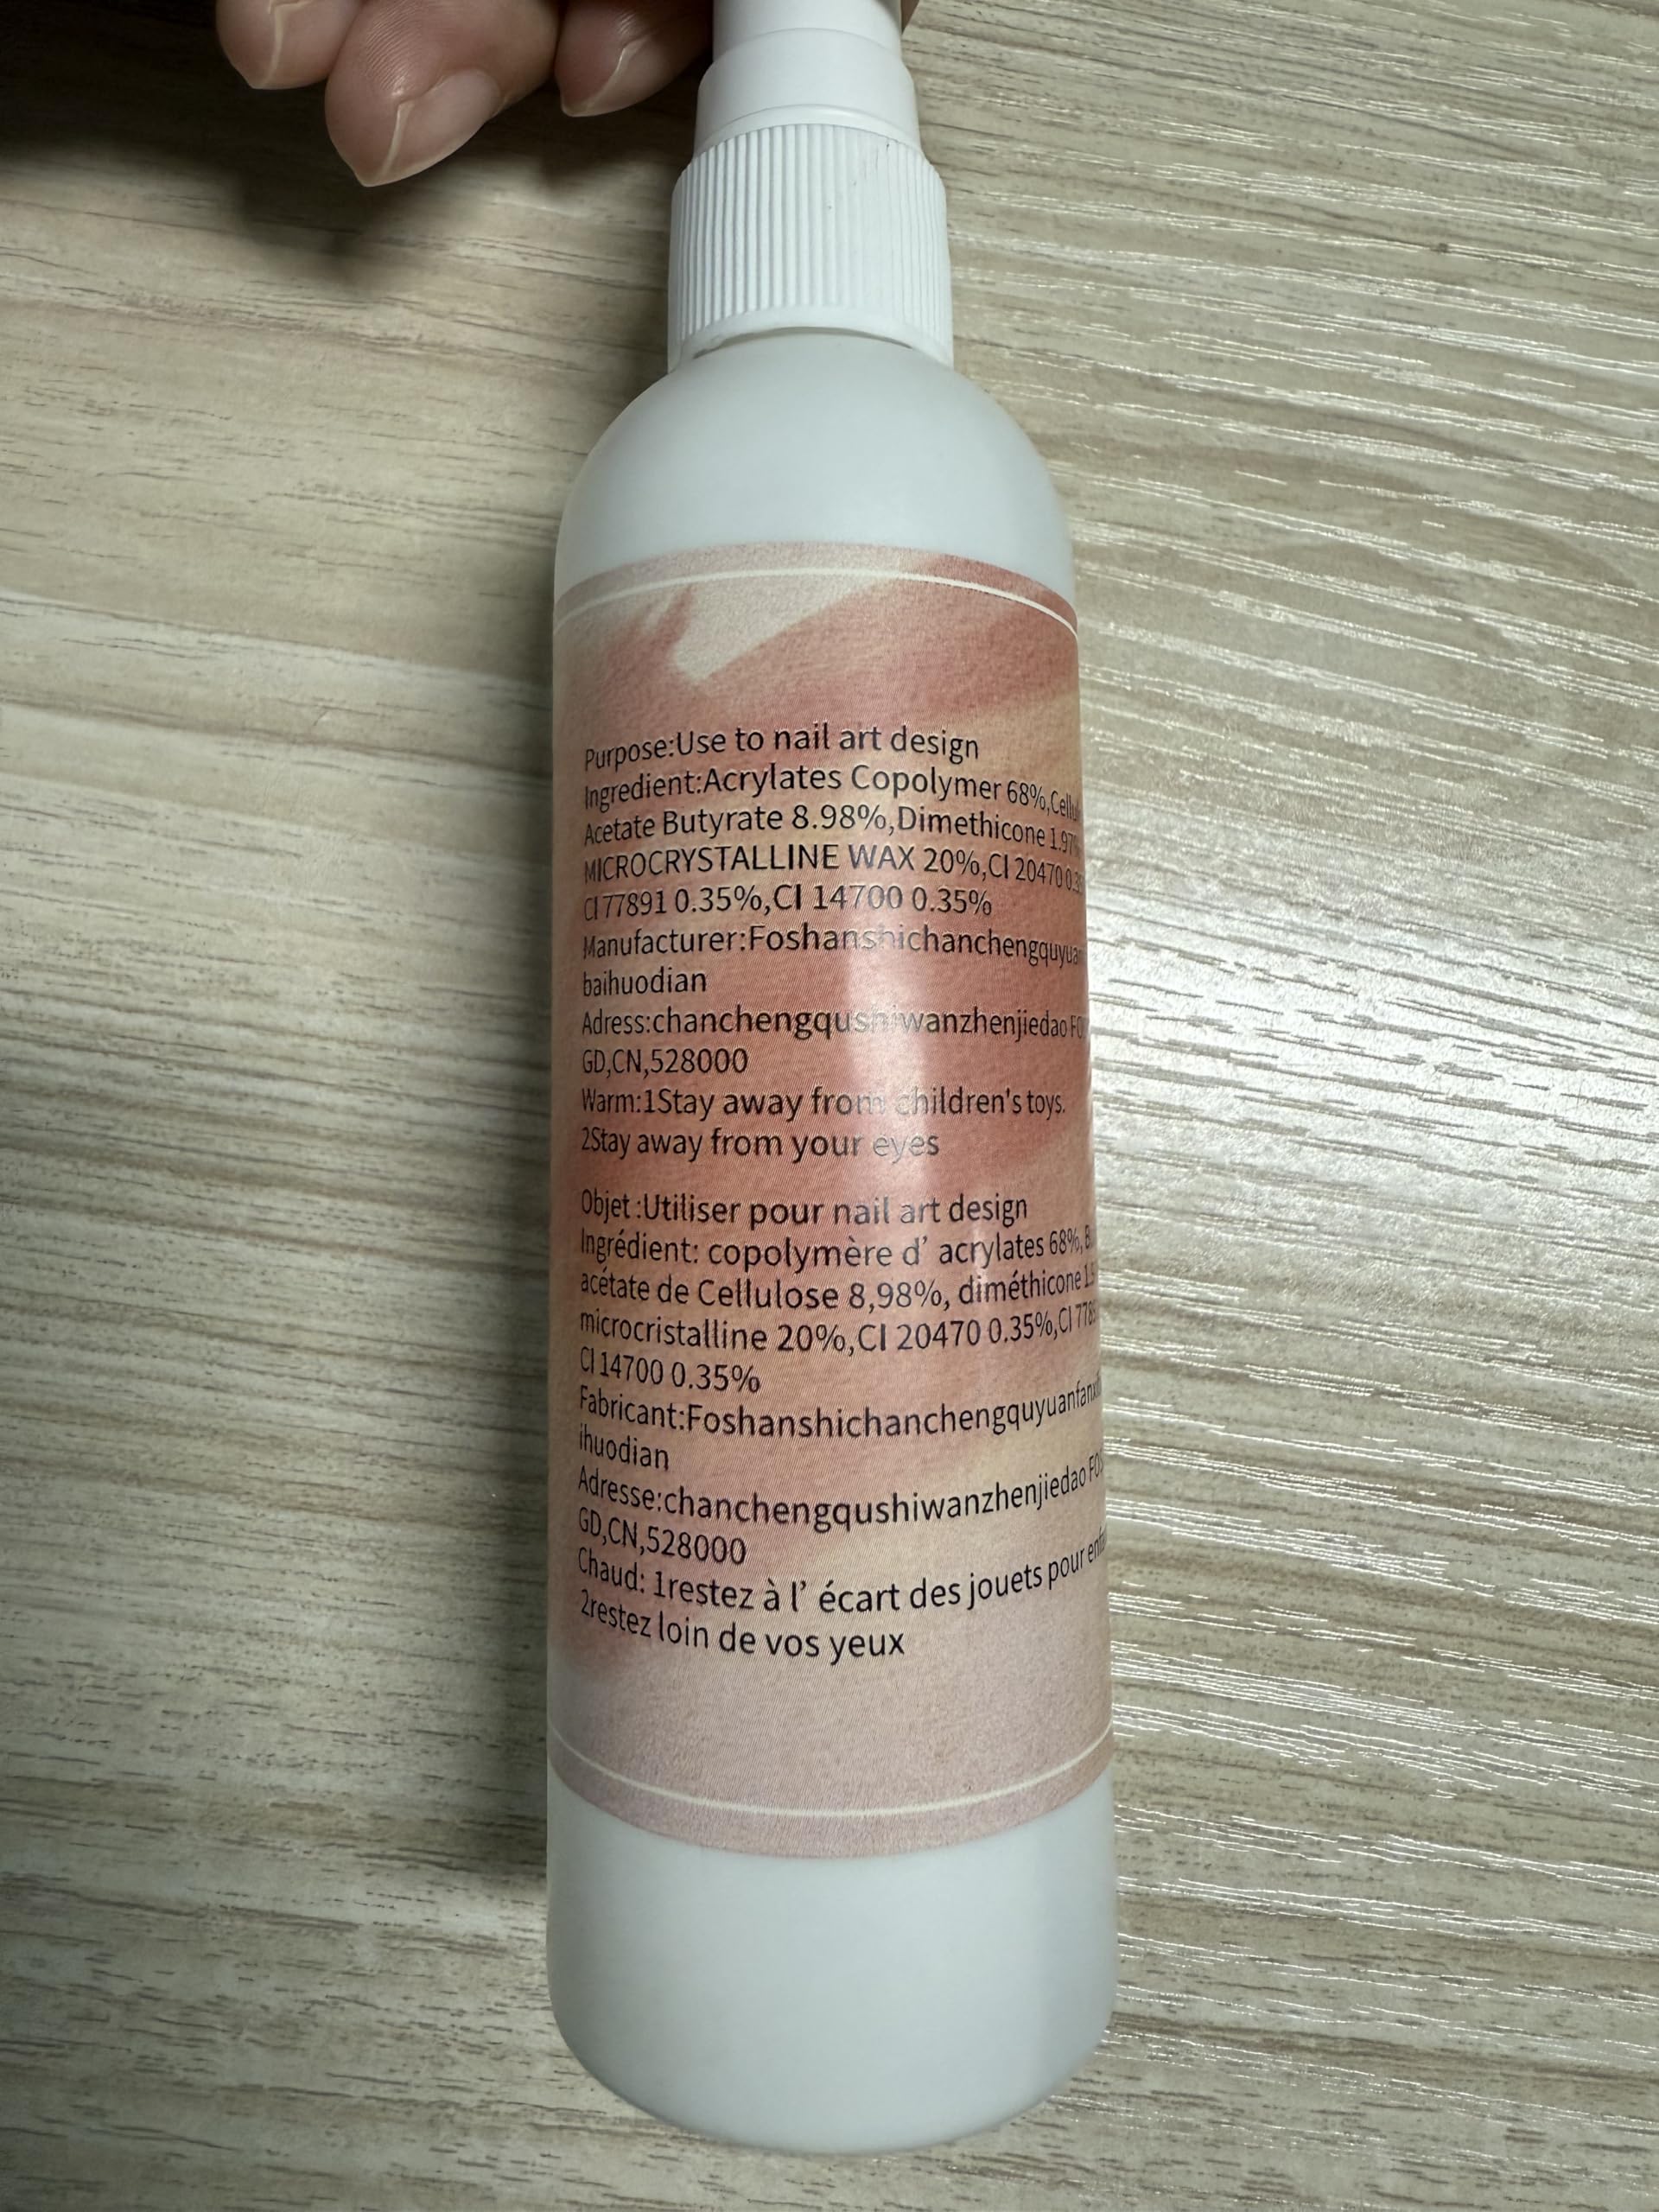 Purpose:Use to nail art design
Ingredient:Acrylates Copolymer 68%,
Acetate Butyrate 8.98%,Dimethicone
MICROCRYSTALLINE WAX 20%,CI 20470
CI 77891 0.35%,CI 14700 0.35%
Manufacturer:
baihuodian
Adress:chanchengqushiwanzhenjiedao
GD,CN,528000
Warm:1Stay away from children's toys.
2Stay away from your eyes
Objet :Utiliser pour nail art design
Ingrédient: copolymère d' acrylates 68%,
acétate de Cellulose 8,98%, diméthicone
microcristalline 20%,CI 20470 0.35%,CI
CI 14700 0.35%
ihuodian
Adresse:chanchengqushiwanzhenjiedao
GD,CN,528000
Chaud: 1restez à l' écart des jouets pour
2restez loin de vos yeux